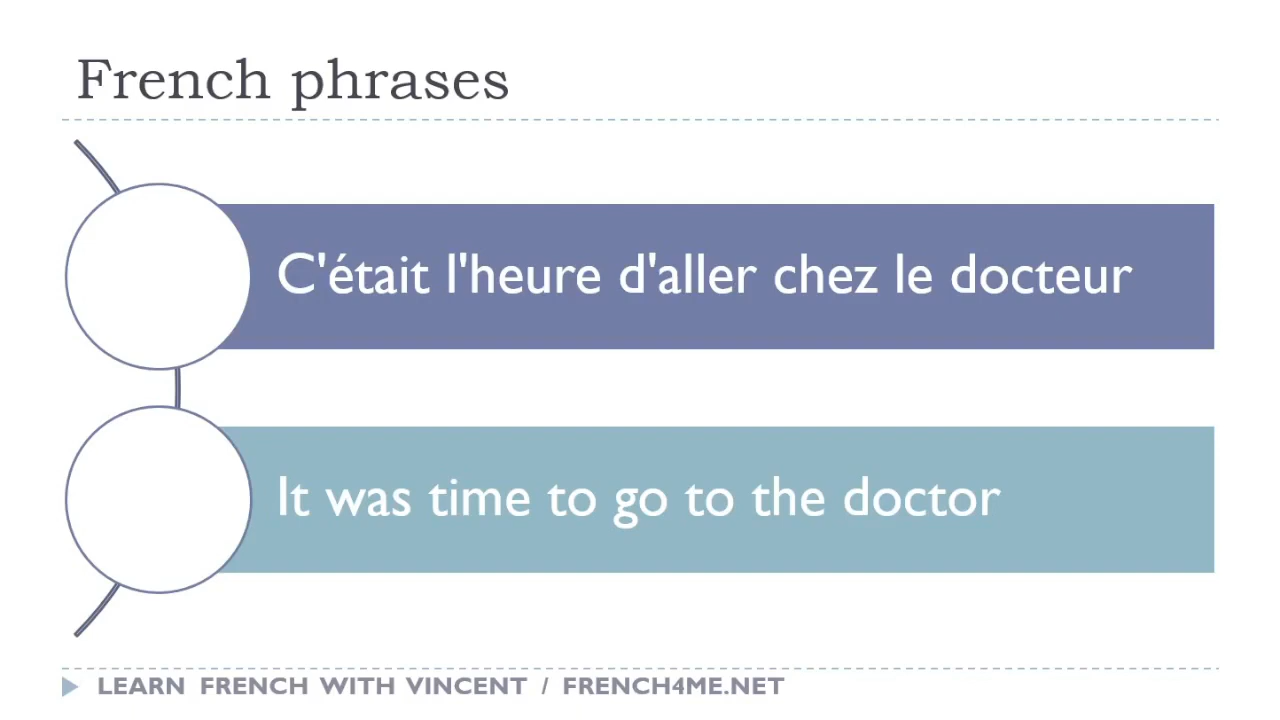 French phrases
C'était l'heure d'aller chez le docteur
It was time to go to the doctor
LEARN FRENCH WITH VINCENT / FRENCH4ME.NET